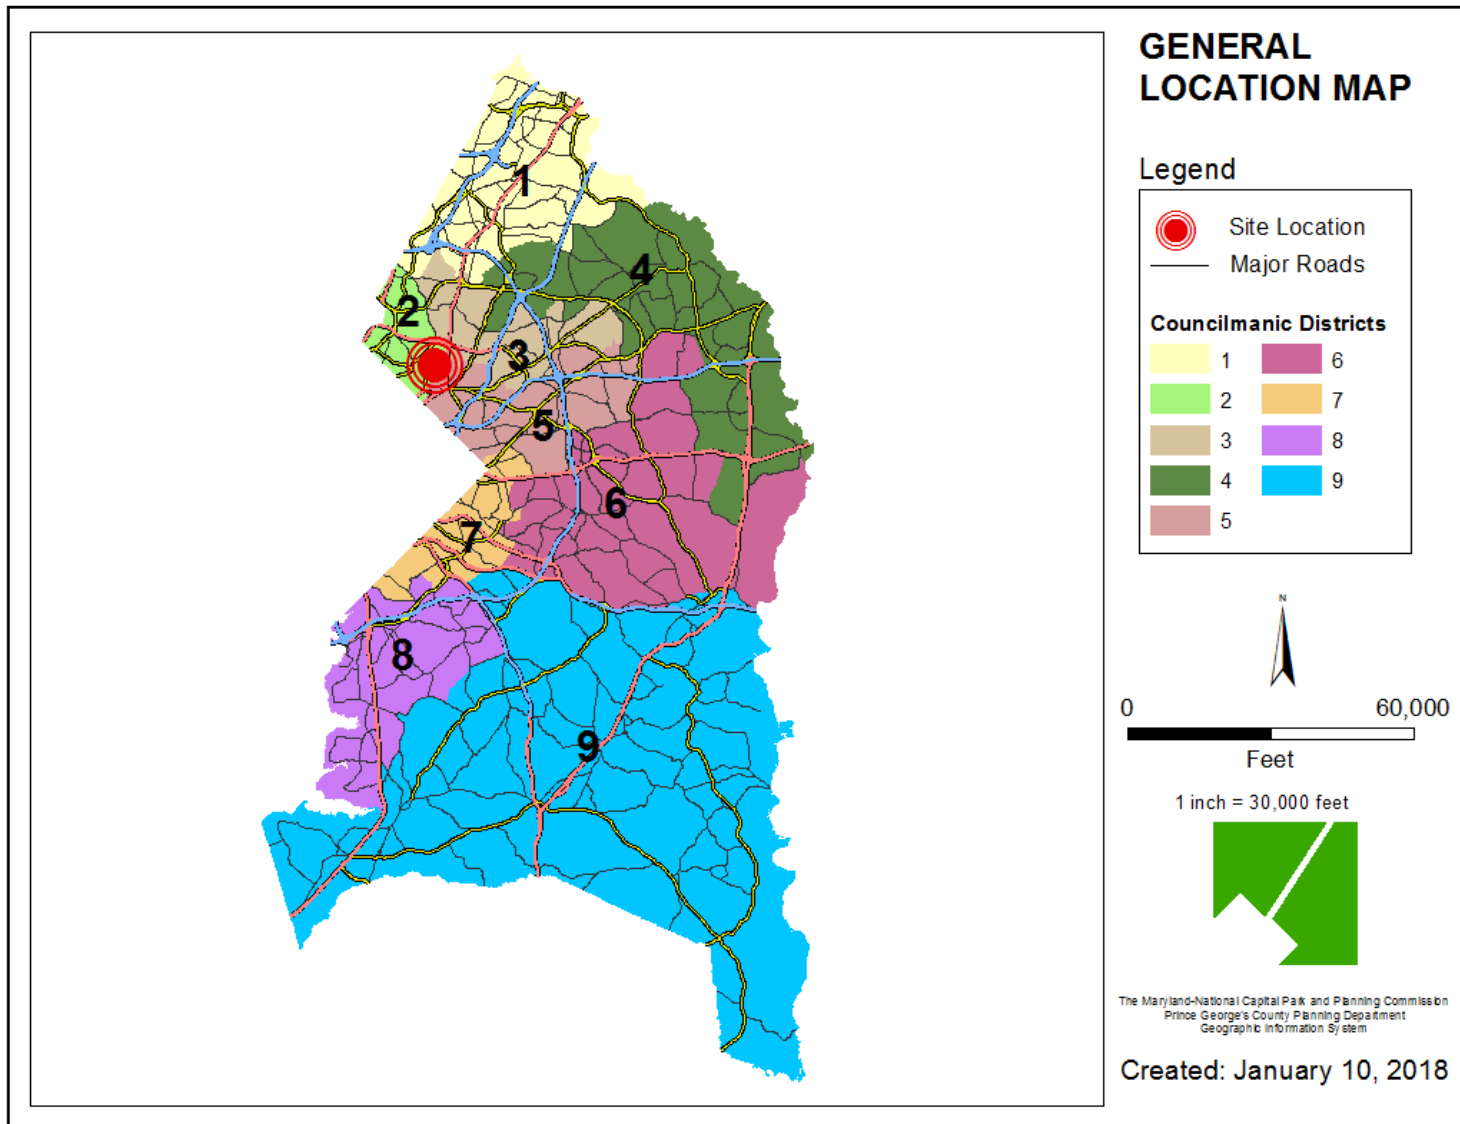 GENERAL
LOCATION MAP
Legend
Site Location
Major Roads
Councilmanic Districts
1
6
2
7
3
8
4
9
5
1
2
4
3
5
6
7
8
9
N
0
60,000
Feet
1 inch = 30,000 feet
The Maryland-National Capital Park and Planning Commission
Prince George's County Planning Department
Geographic Information System
Created: January 10, 2018